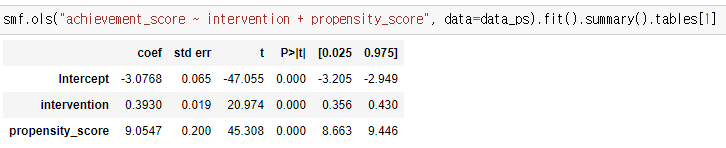 smf.ols("achievement_score ~ intervention + propensity_score", data=data_ps).fit().summary().tables[1]
coef std err t P>|t| [0.025 0.975]
Intercept -3.0768 0.065 -47.055 0.000 -3.205 -2.949
intervention 0.3930 0.019 20.974 0.000 0.356 0.430
propensity_score 9.0547 0.200 45.308 0.000 8.663 9.446